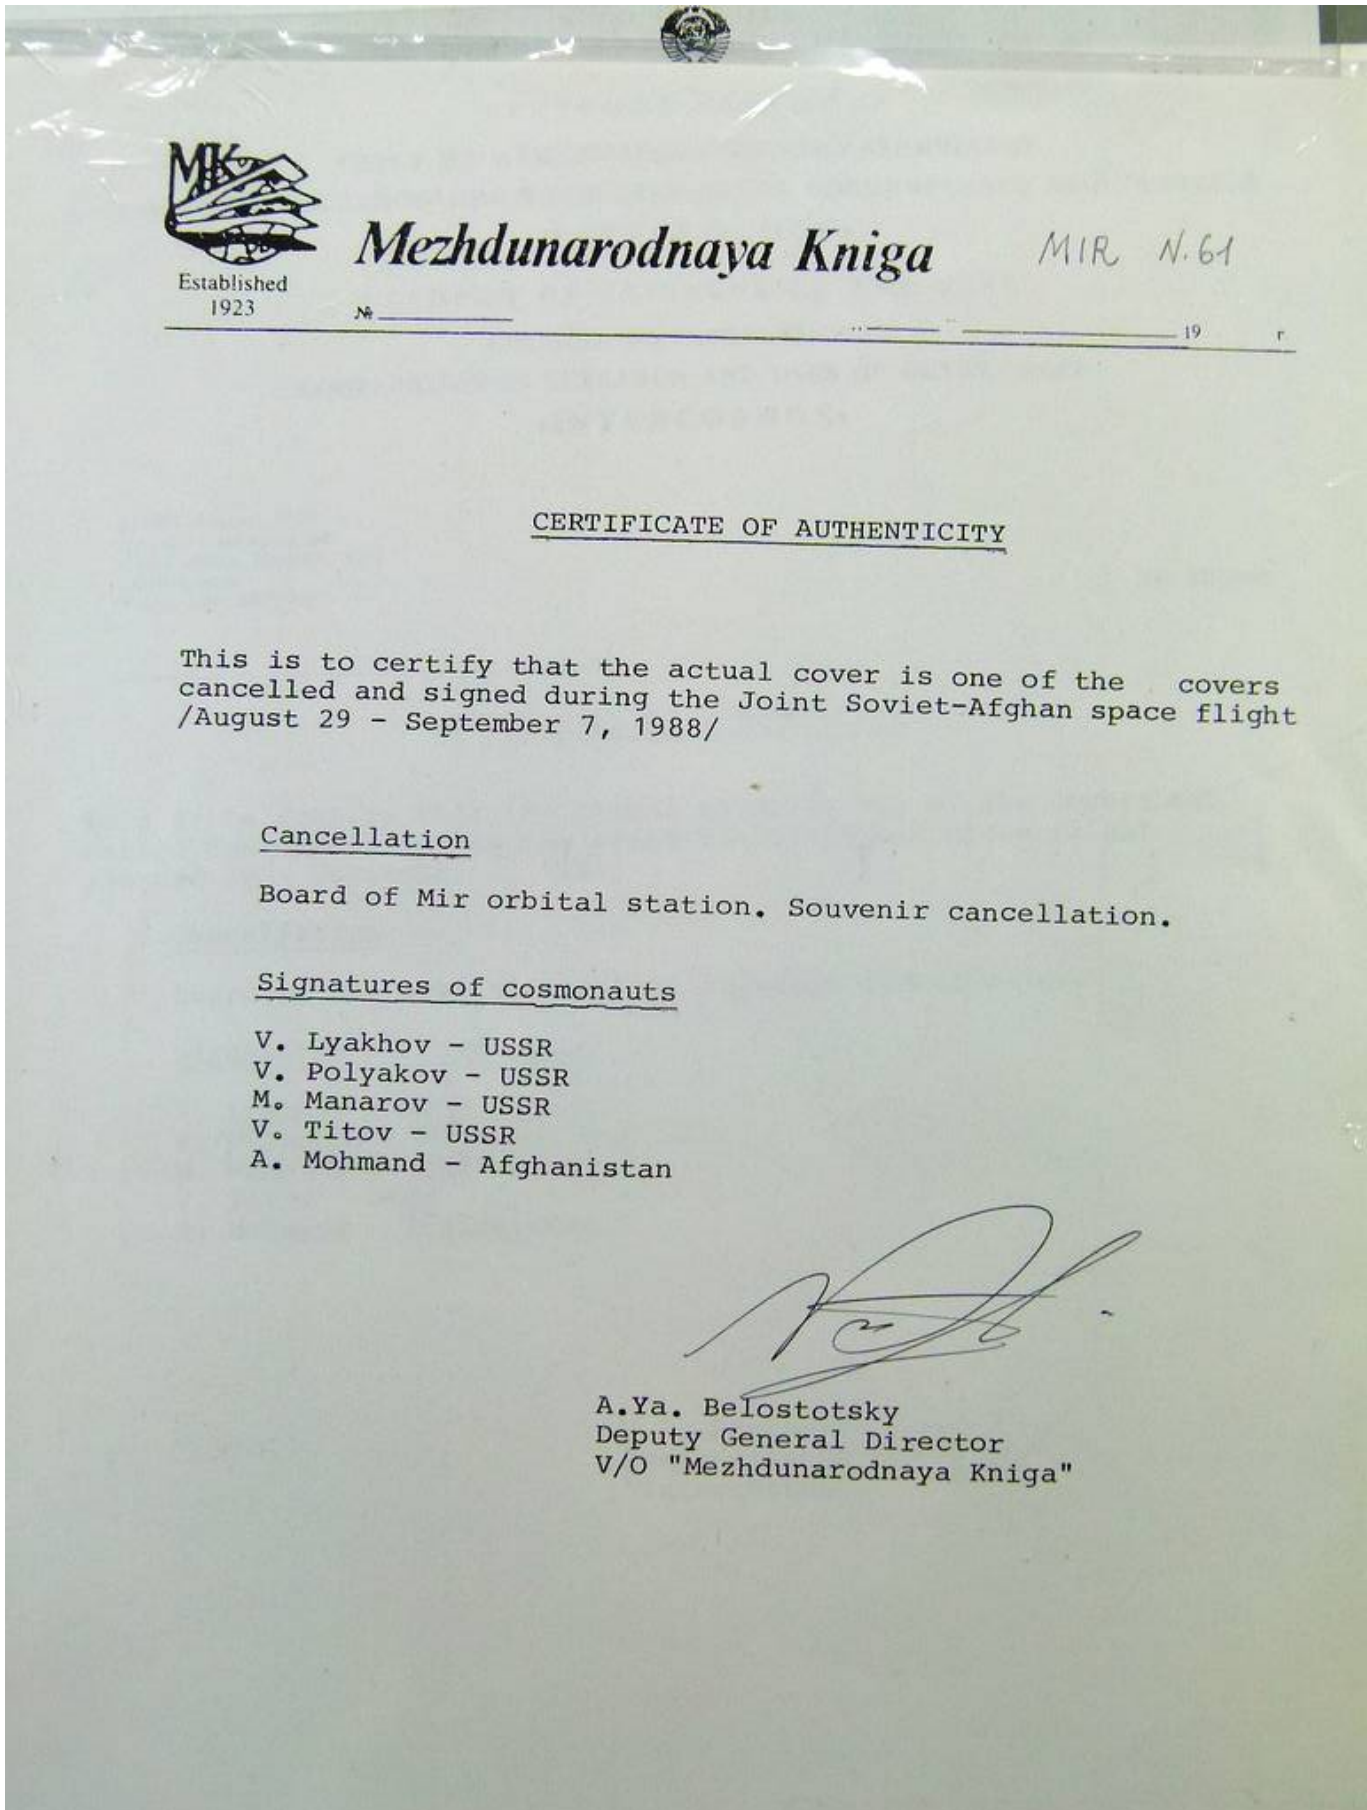 MK
Established
1923
Mezhdunarodnaya Kniga
MIR N.61
№
19 г
CERTIFICATE OF AUTHENTICITY
This is to certify that the actual cover is one of the covers
cancelled and signed during the Joint Soviet-Afghan space flight
/August 29 - September 7, 1988/
Cancellation
Board of Mir orbital station. Souvenir cancellation.
Signatures of cosmonauts
V. Lyakhov - USSR
V. Polyakov - USSR
M. Manarov - USSR
V. Titov - USSR
A. Mohmand - Afghanistan
A.Ya. Belostotsky
Deputy General Director
V/O "Mezhdunarodnaya Kniga"